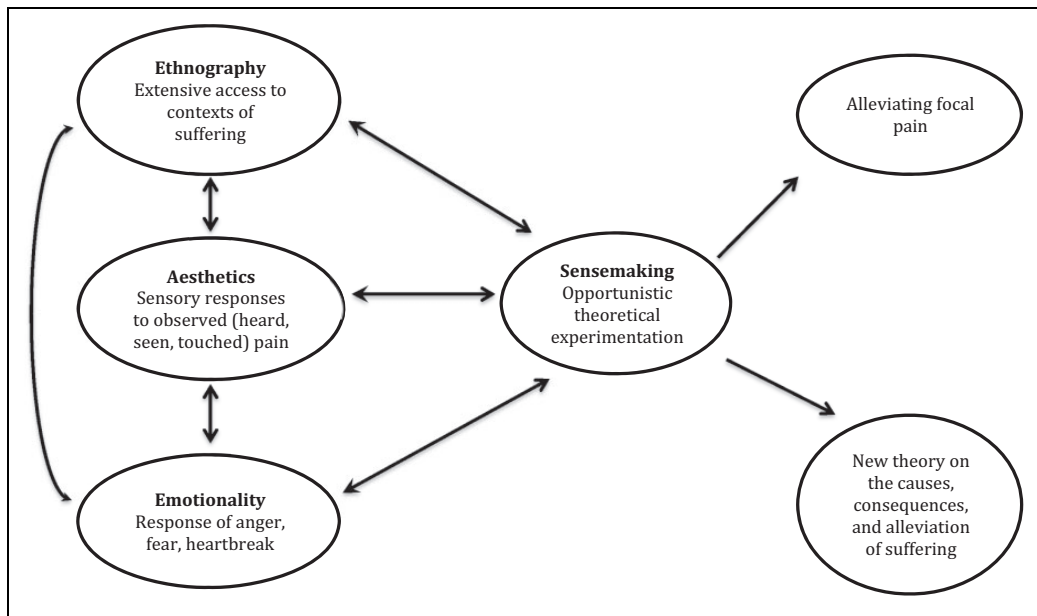 Ethnography
Extensive access to
contexts of
suffering
Aesthetics
Sensory responses
to observed (heard,
seen, touched) pain
Emotionality
Response of anger,
fear, heartbreak
Sensemaking
Opportunistic
theoretical
experimentation
Alleviating focal
pain
New theory on
the causes,
consequences,
and alleviation
of suffering